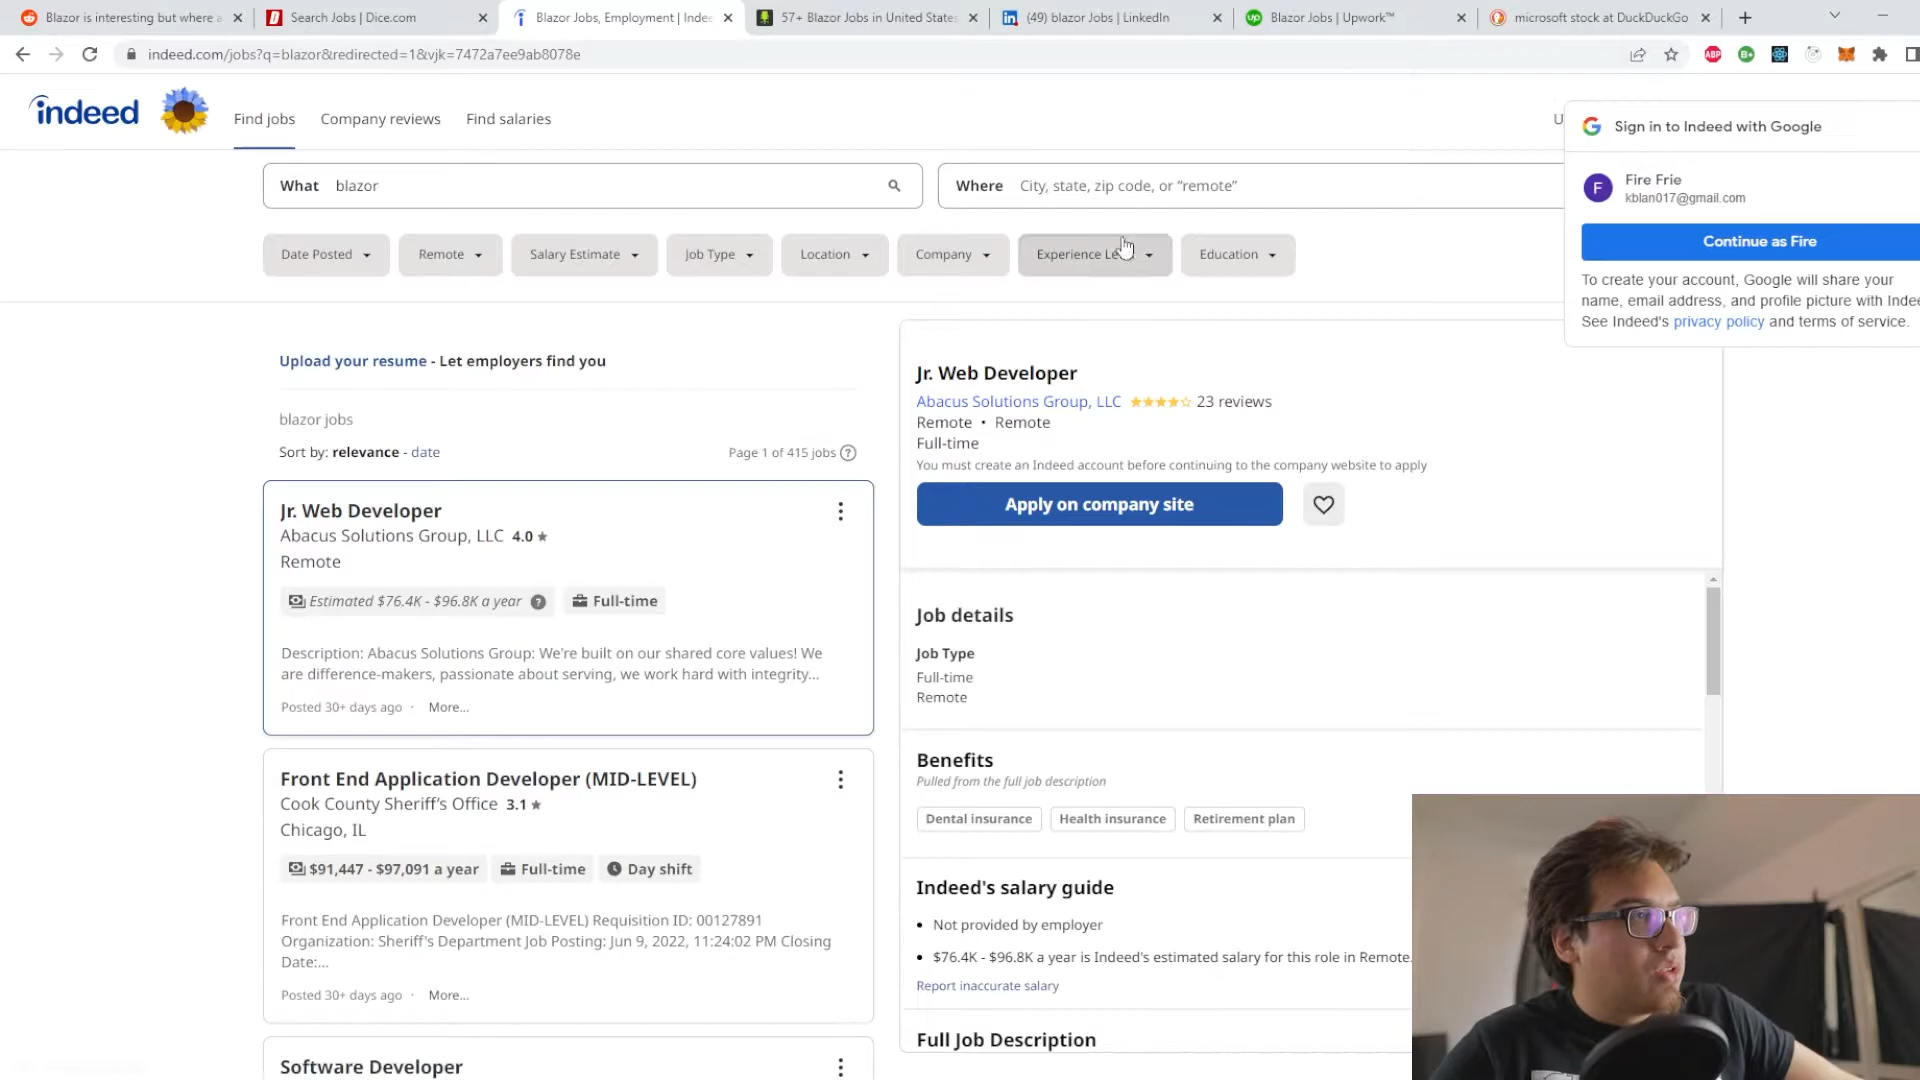 Blazor is interesting but where a
Search Jobs | Dice.com
Blazor Jobs, Employment | Inde
57+ Blazor Jobs in United States
(49) blazor Jobs | LinkedIn
Blazor Jobs | Upwork™
microsoft stock at DuckDuckGo
indeed.com/jobs?q=blazor&redirected=1&vjk=7472a7ee9ab8078e
ABP
indeed
Find jobs
Company reviews
Find salaries
U
Sign in to Indeed with Google
F
Fire Frie
kblan017@gmail.com
Continue as Fire
To create your account, Google will share your
name, email address, and profile picture with Indee
See Indeed's privacy policy and terms of service.
What blazor
Where City, state, zip code, or “remote”
Date Posted
Remote
Salary Estimate
Job Type
Location
Company
Experience Le
Education
Upload your resume - Let employers find you
blazor jobs
Sort by: relevance - date
Page 1 of 415 jobs
Jr. Web Developer
Abacus Solutions Group, LLC 4.0
Remote
Estimated $76.4K - $96.8K a year
Full-time
Description: Abacus Solutions Group: We're built on our shared core values! We
are difference-makers, passionate about serving, we work hard with integrity...
Posted 30+ days ago · More...
Front End Application Developer (MID-LEVEL)
Cook County Sheriff's Office 3.1
Chicago, IL
$91,447 - $97,091 a year
Full-time
Day shift
Front End Application Developer (MID-LEVEL) Requisition ID: 00127891
Organization: Sheriff's Department Job Posting: Jun 9, 2022, 11:24:02 PM Closing
Date:...
Posted 30+ days ago · More...
Software Developer
Jr. Web Developer
Abacus Solutions Group, LLC 23 reviews
Remote • Remote
Full-time
You must create an Indeed account before continuing to the company website to apply
Apply on company site
Job details
Job Type
Full-time
Remote
Benefits
Pulled from the full job description
Dental insurance
Health insurance
Retirement plan
Indeed's salary guide
• Not provided by employer
• $76.4K - $96.8K a year is Indeed's estimated salary for this role in Remote.
Report inaccurate salary
Full Job Description